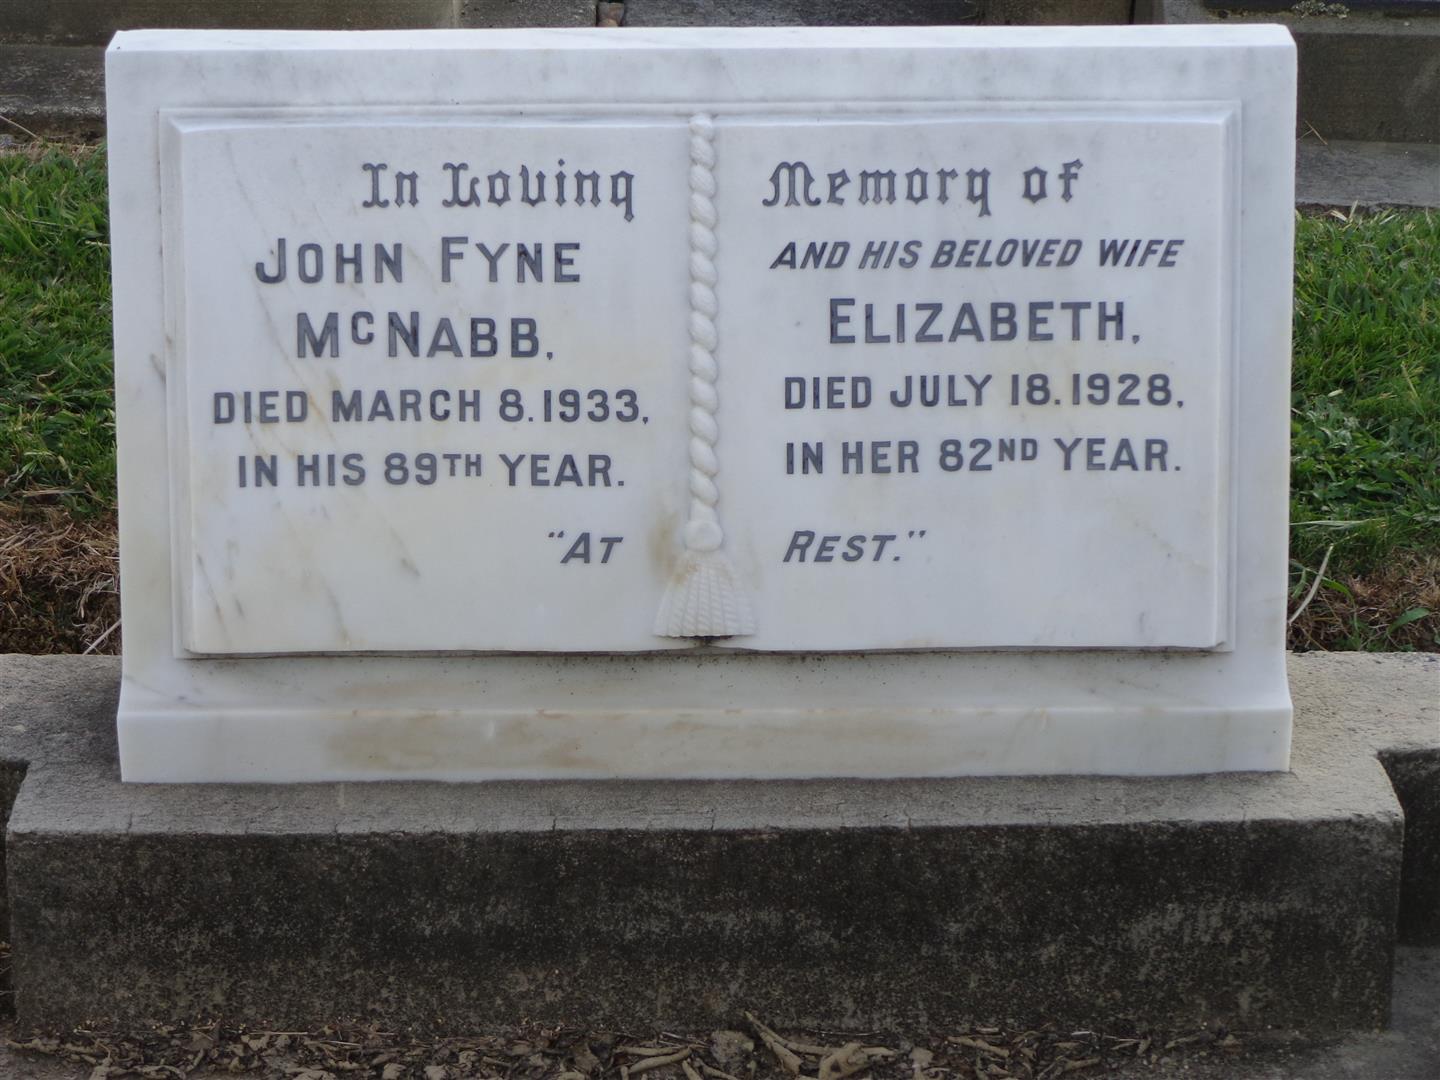 In Loving Memory of
JOHN FYNE
McNABB.
DIED MARCH 8. 1933,
IN HIS 89TH YEAR.
AND HIS BELOVED WIFE
ELIZABETH,
DIED JULY 18. 1928,
IN HER 82ND YEAR.
"AT REST."